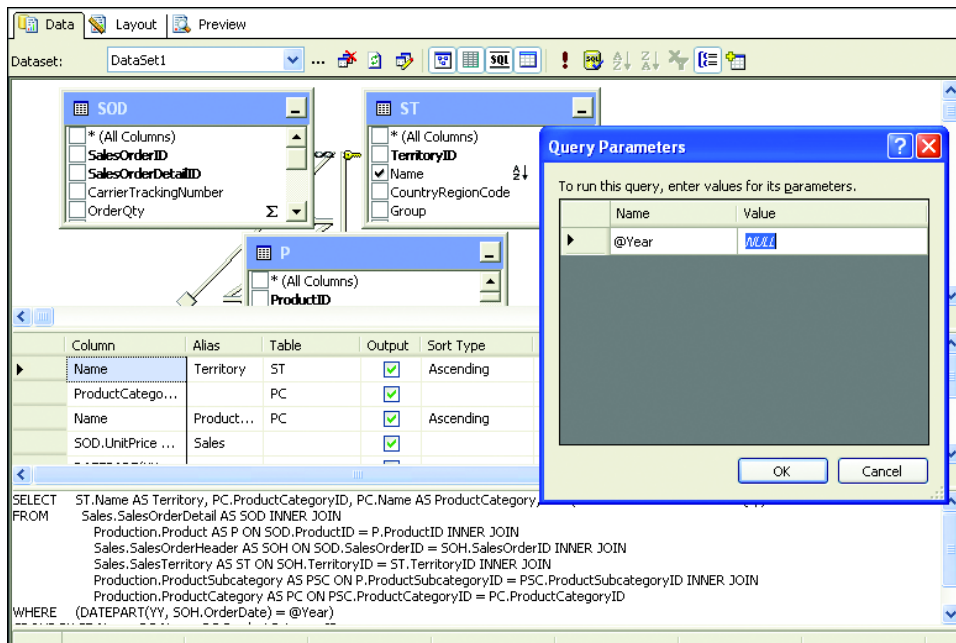 Data Layout Preview
Dataset: DataSet1 ... SQL SQL
SOD
* (All Columns)
SalesOrderID
SalesOrderDetailID
CarrierTrackingNumber
OrderQty Σ
ST
* (All Columns)
TerritoryID
Name
CountryRegionCode
Group
P
* (All Columns)
ProductID
Query Parameters
To run this query, enter values for its parameters.
Name Value
@Year NULL
OK Cancel
Column Alias Table Output Sort Type
Name Territory ST Ascending
ProductCatego... PC
Name Product... PC Ascending
SOD.UnitPrice ... Sales
SELECT ST.Name AS Territory, PC.ProductCategoryID, PC.Name AS ProductCategory,
FROM Sales.SalesOrderDetail AS SOD INNER JOIN
Production.Product AS P ON SOD.ProductID = P.ProductID INNER JOIN
Sales.SalesOrderHeader AS SOH ON SOD.SalesOrderID = SOH.SalesOrderID INNER JOIN
Sales.SalesTerritory AS ST ON SOH.TerritoryID = ST.TerritoryID INNER JOIN
Production.ProductSubcategory AS PSC ON P.ProductSubcategoryID = PSC.ProductSubcategoryID INNER JOIN
Production.ProductCategory AS PC ON PSC.ProductCategoryID = PC.ProductCategoryID
WHERE (DATEPART(YY, SOH.OrderDate) = @Year)